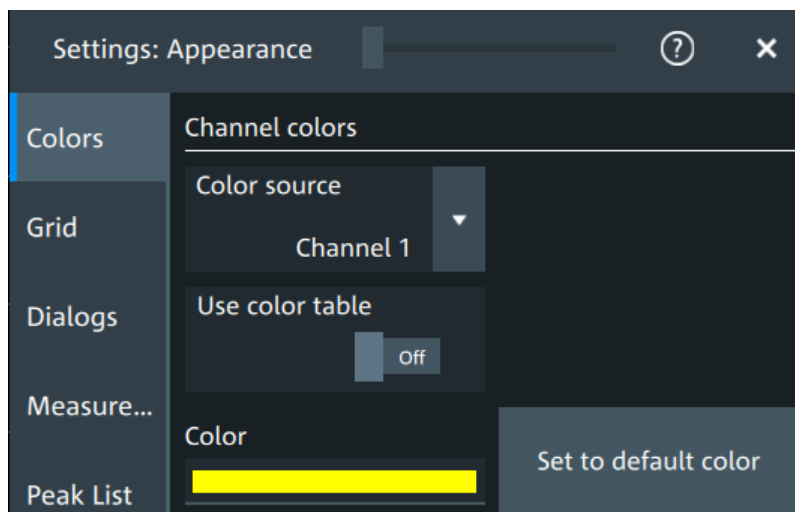 Settings: Appearance
Colors
Grid
Dialogs
Measure...
Peak List
Channel colors
Color source
Channel 1
Use color table
Off
Color
Set to default color